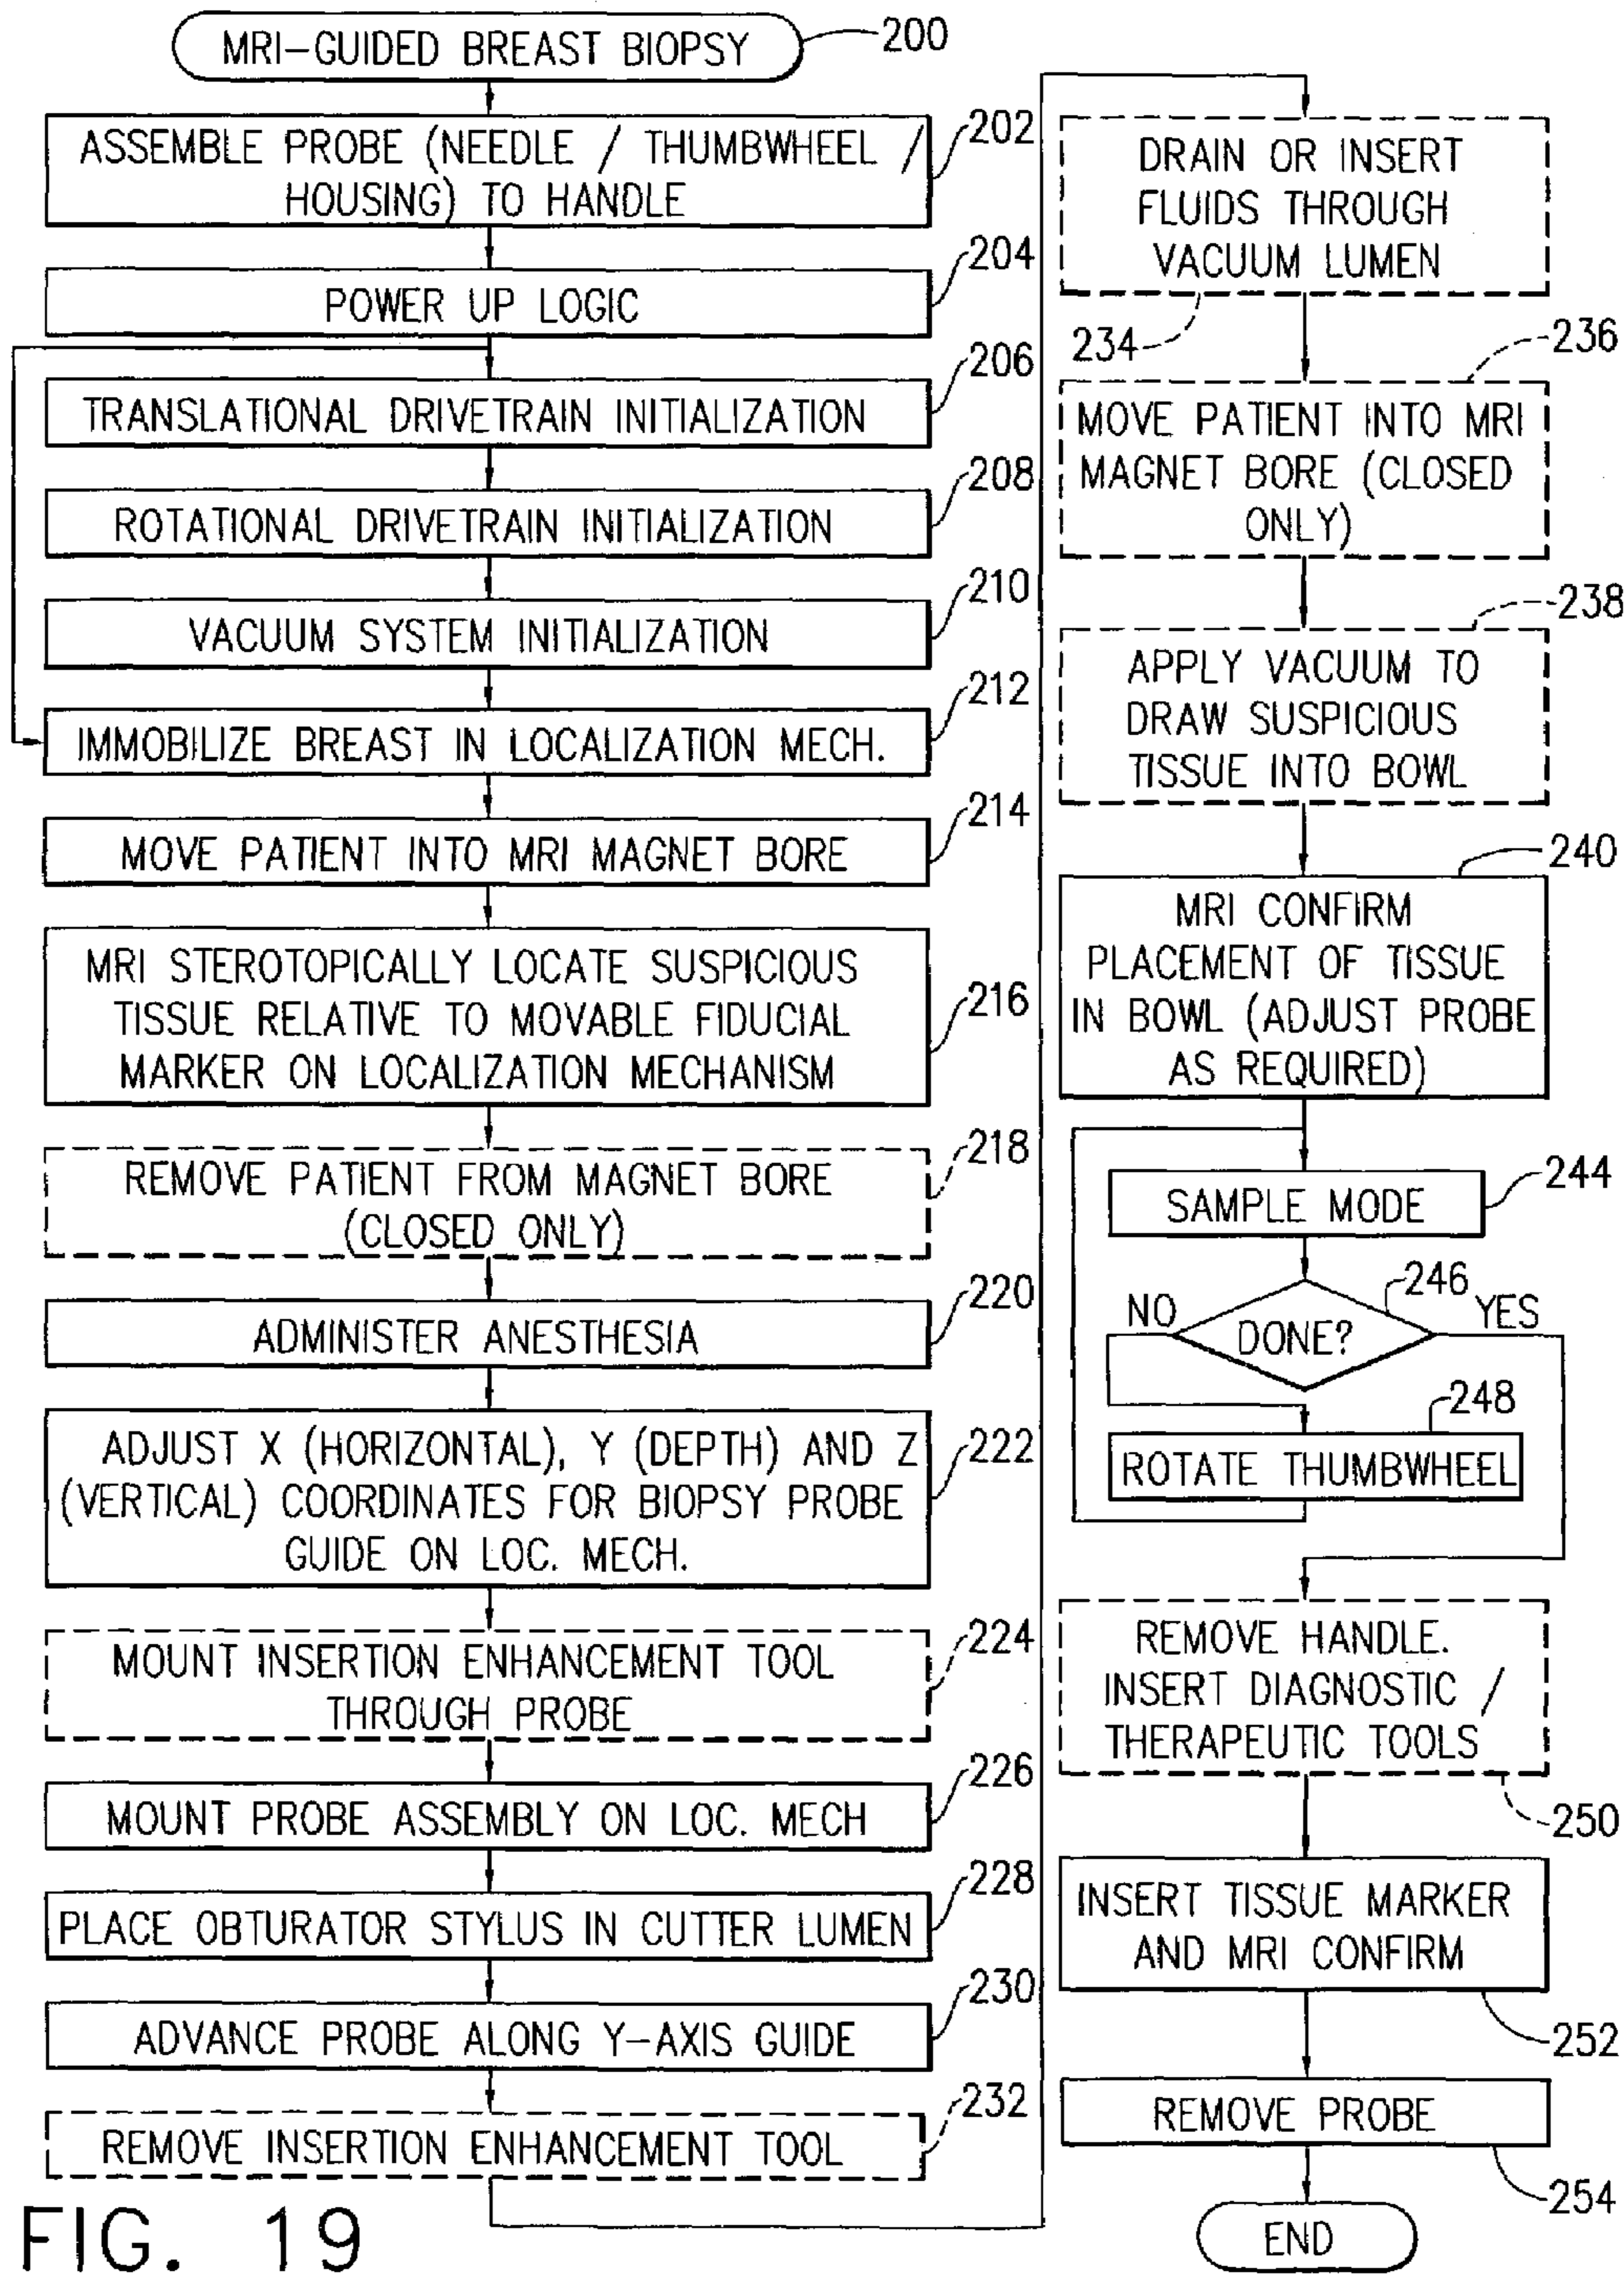 MRI-GUIDED BREAST BIOPSY
200
ASSEMBLE PROBE (NEEDLE / THUMBWHEEL /
HOUSING) TO HANDLE
202
POWER UP LOGIC
204
TRANSLATIONAL DRIVETRAIN INITIALIZATION
206
ROTATIONAL DRIVETRAIN INITIALIZATION
208
VACUUM SYSTEM INITIALIZATION
210
IMMOBILIZE BREAST IN LOCALIZATION MECH.
212
MOVE PATIENT INTO MRI MAGNET BORE
214
MRI STEROTOPICALLY LOCATE SUSPICIOUS
TISSUE RELATIVE TO MOVABLE FIDUCIAL
MARKER ON LOCALIZATION MECHANISM
216
REMOVE PATIENT FROM MAGNET BORE
(CLOSED ONLY)
218
ADMINISTER ANESTHESIA
220
ADJUST X (HORIZONTAL), Y (DEPTH) AND Z
(VERTICAL) COORDINATES FOR BIOPSY PROBE
GUIDE ON LOC. MECH.
222
MOUNT INSERTION ENHANCEMENT TOOL
THROUGH PROBE
224
MOUNT PROBE ASSEMBLY ON LOC. MECH
226
PLACE OBTURATOR STYLUS IN CUTTER LUMEN
228
ADVANCE PROBE ALONG Y-AXIS GUIDE
230
REMOVE INSERTION ENHANCEMENT TOOL
232
DRAIN OR INSERT
FLUIDS THROUGH
VACUUM LUMEN
234
MOVE PATIENT INTO MRI
MAGNET BORE (CLOSED
ONLY)
236
APPLY VACUUM TO
DRAW SUSPICIOUS
TISSUE INTO BOWL
238
MRI CONFIRM
PLACEMENT OF TISSUE
IN BOWL (ADJUST PROBE
AS REQUIRED)
240
SAMPLE MODE
244
DONE?
246
NO
YES
ROTATE THUMBWHEEL
248
REMOVE HANDLE.
INSERT DIAGNOSTIC /
THERAPEUTIC TOOLS
250
INSERT TISSUE MARKER
AND MRI CONFIRM
252
REMOVE PROBE
254
END
FIG. 19